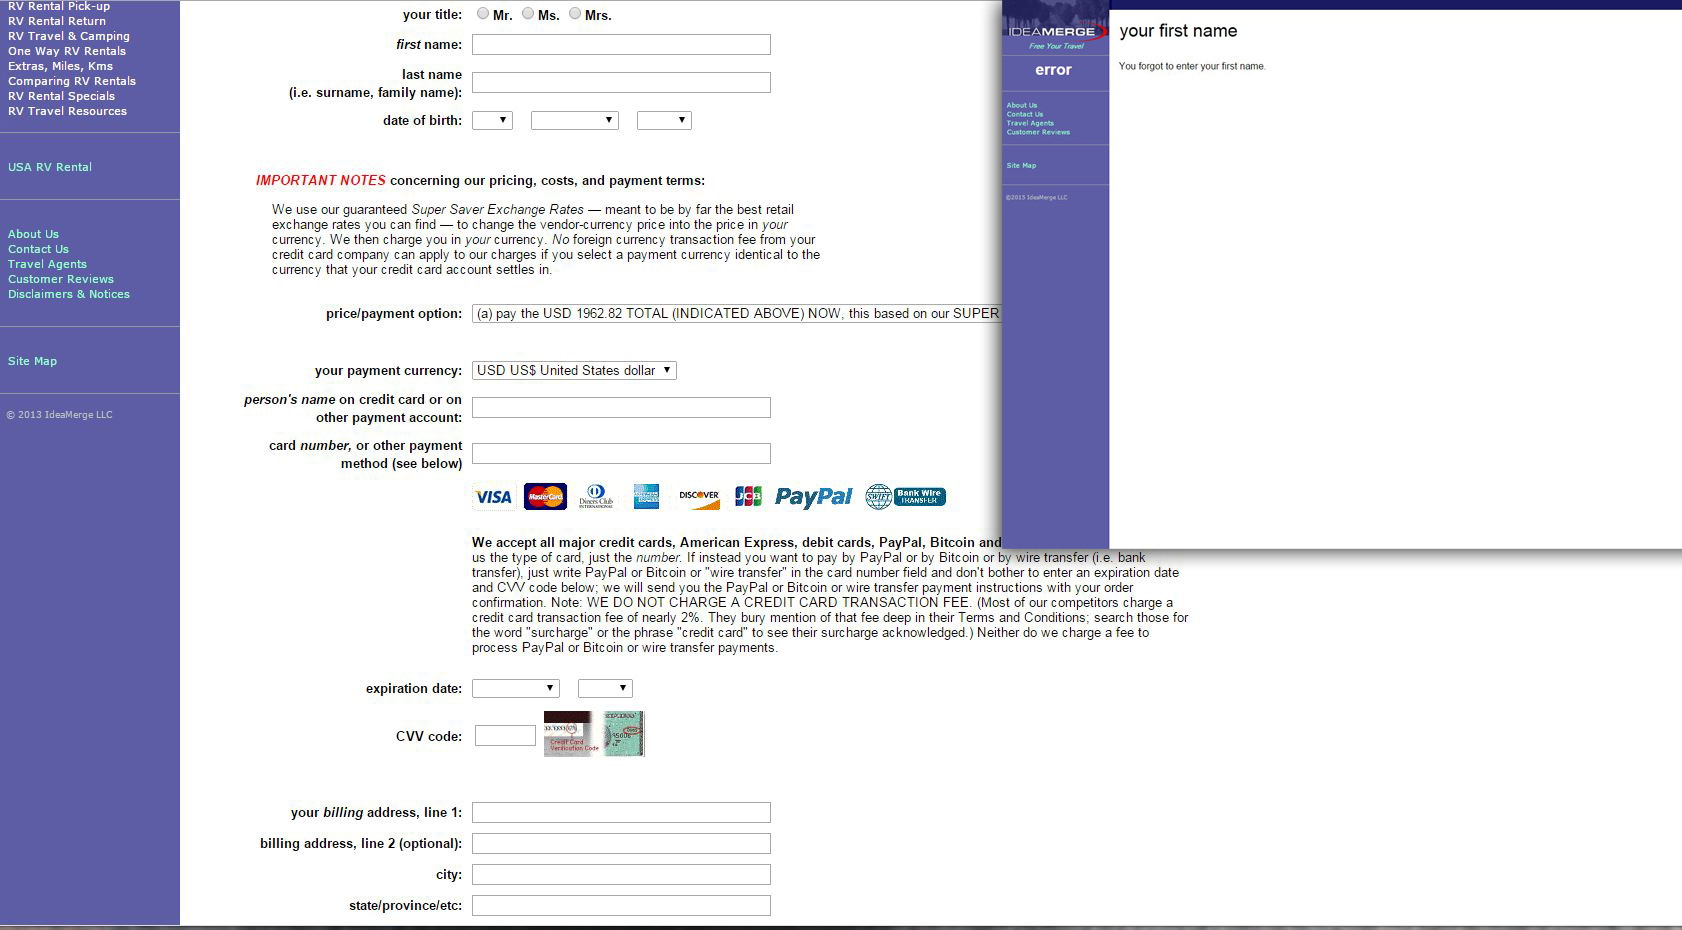 RV Rental Pick-up
RV Rental Return
RV Travel & Camping
One Way RV Rentals
Extras, Miles, Kms
Comparing RV Rentals
RV Rental Specials
RV Travel Resources
USA RV Rental
About Us
Contact Us
Travel Agents
Customer Reviews
Disclaimers & Notices
Site Map
© 2013 IdeaMerge LLC
your title: Mr. Ms. Mrs.
first name:
last name
(i.e. surname, family name):
date of birth:
IMPORTANT NOTES concerning our pricing, costs, and payment terms:
We use our guaranteed Super Saver Exchange Rates — meant to be by far the best retail
exchange rates you can find — to change the vendor-currency price into the price in your
currency. We then charge you in your currency. No foreign currency transaction fee from your
credit card company can apply to our charges if you select a payment currency identical to the
currency that your credit card account settles in.
price/payment option: (a) pay the USD 1962.82 TOTAL (INDICATED ABOVE) NOW, this based on our SUPER
your payment currency: USD US$ United States dollar
person's name on credit card or on
other payment account:
card number, or other payment
method (see below)
VISA MasterCard Diners Club INTERNATIONAL AMERICAN EXPRESS DISCOVER JCB PayPal SWIFT Bank Wire TRANSFER
We accept all major credit cards, American Express, debit cards, PayPal, Bitcoin and
us the type of card, just the number. If instead you want to pay by PayPal or by Bitcoin or by wire transfer (i.e. bank
transfer), just write PayPal or Bitcoin or "wire transfer" in the card number field and don't bother to enter an expiration date
and CVV code below; we will send you the PayPal or Bitcoin or wire transfer payment instructions with your order
confirmation. Note: WE DO NOT CHARGE A CREDIT CARD TRANSACTION FEE. (Most of our competitors charge a
credit card transaction fee of nearly 2%. They bury mention of that fee deep in their Terms and Conditions; search those for
the word "surcharge" or the phrase "credit card" to see their surcharge acknowledged.) Neither do we charge a fee to
process PayPal or Bitcoin or wire transfer payments.
expiration date:
CVV code:
Credit Card
Verification Code
your billing address, line 1:
billing address, line 2 (optional):
city:
state/province/etc:
IDEAMERGE
Free Your Travel
error
About Us
Contact Us
Travel Agents
Customer Reviews
Site Map
©2015 IdeaMerge LLC
your first name
You forgot to enter your first name.